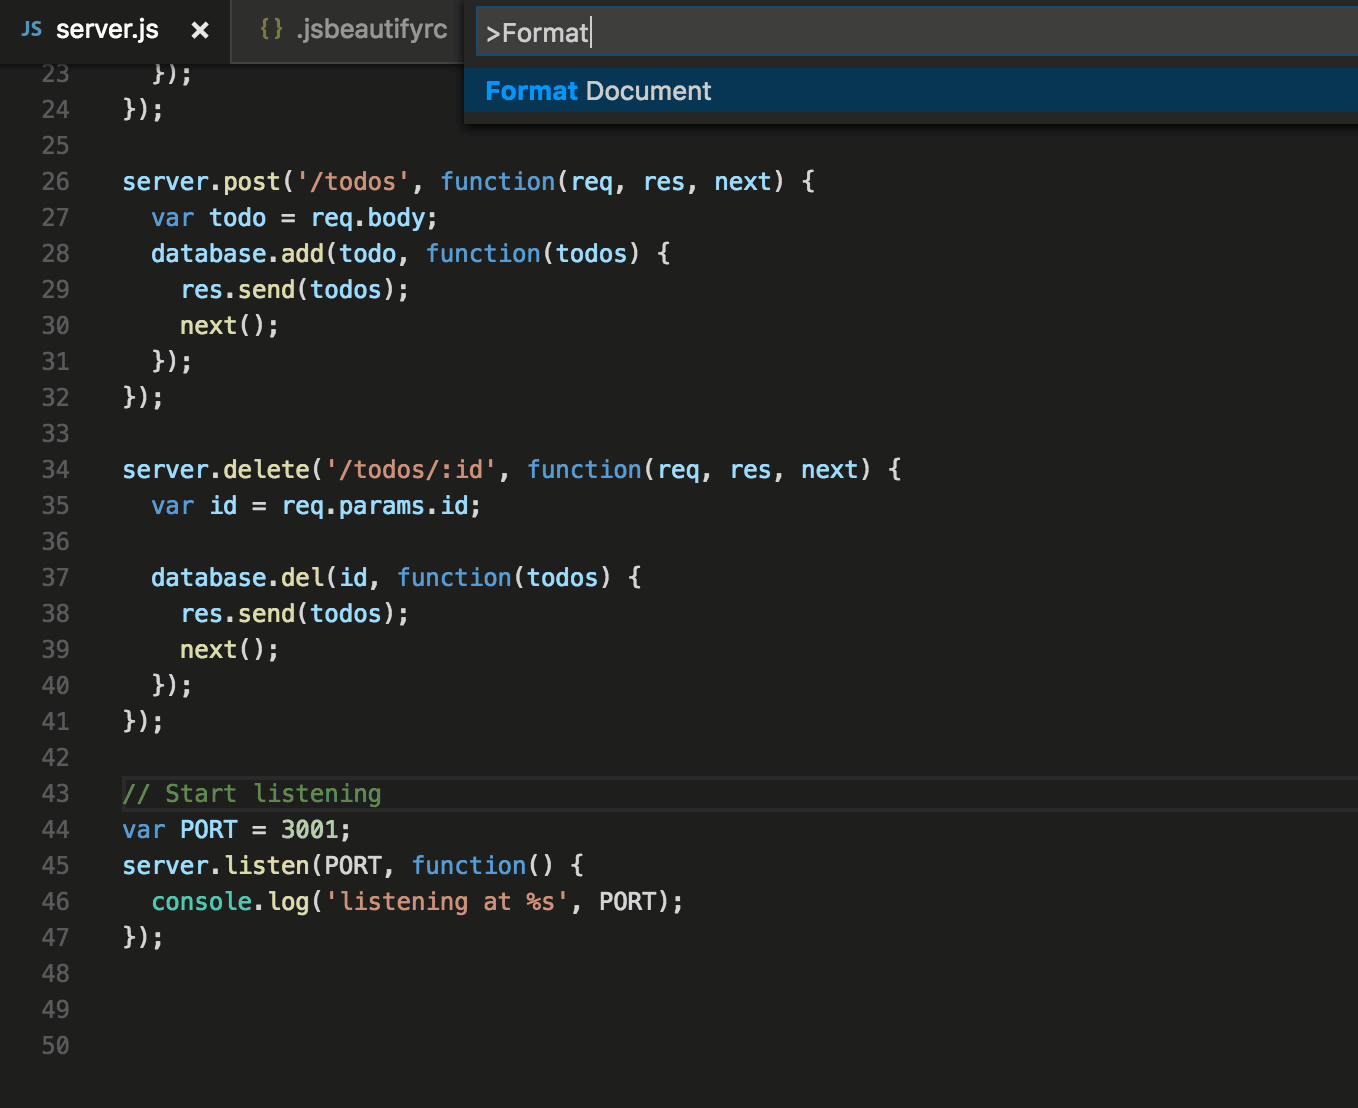 JS server.js × {} .jsbeautifyrc
>Format
Format Document
23 });
24 });
25
26 server.post('/todos', function(req, res, next) {
27 var todo = req.body;
28 database.add(todo, function(todos) {
29 res.send(todos);
30 next();
31 });
32 });
33
34 server.delete('/todos/:id', function(req, res, next) {
35 var id = req.params.id;
36
37 database.del(id, function(todos) {
38 res.send(todos);
39 next();
40 });
41 });
42
43 // Start listening
44 var PORT = 3001;
45 server.listen(PORT, function() {
46 console.log('listening at %s', PORT);
47 });
48
49
50